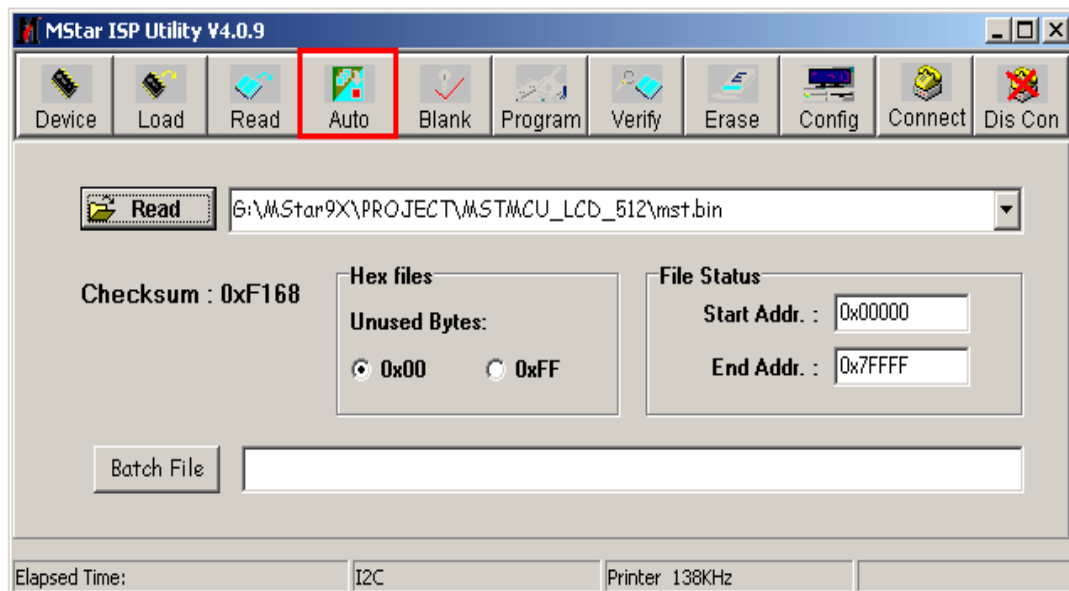 MStar ISP Utility V4.0.9
Device Load Read Auto Blank Program Verify Erase Config Connect Dis Con
Read G:\MStar9X\PROJECT\MSTMCU_LCD_512\mst.bin
Checksum : 0xF168
Hex files
Unused Bytes:
0x00 0xFF
File Status
Start Addr. : 0x00000
End Addr. : 0x7FFFF
Batch File
Elapsed Time: I2C Printer 138KHz